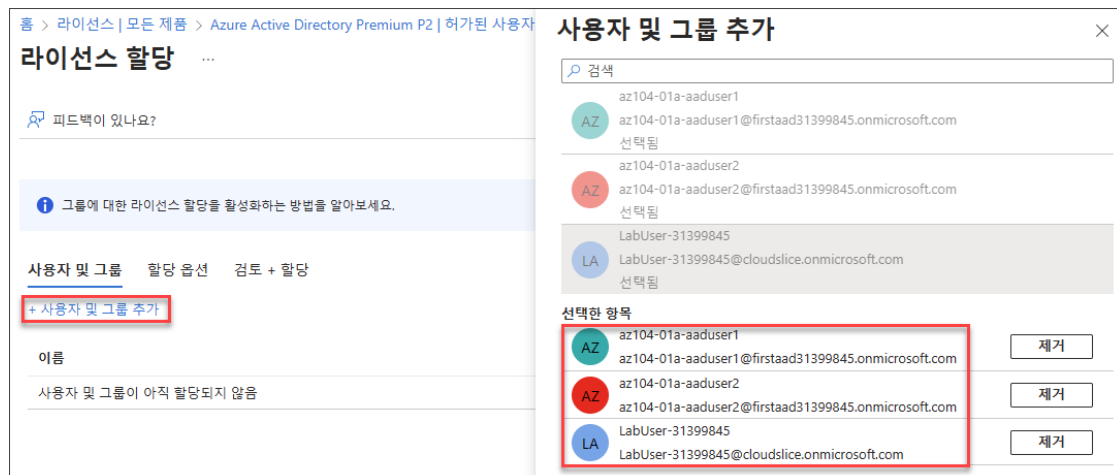 홈 > 라이선스 | 모든 제품 > Azure Active Directory Premium P2 | 허가된 사용자
라이선스 할당 ...
피드백이 있나요?
그룹에 대한 라이선스 할당을 활성화하는 방법을 알아보세요.
사용자 및 그룹 할당 옵션 검토 + 할당
+ 사용자 및 그룹 추가
이름
사용자 및 그룹이 아직 할당되지 않음
사용자 및 그룹 추가
검색
az104-01a-aaduser1
AZ az104-01a-aaduser1@firstaad31399845.onmicrosoft.com
선택됨
az104-01a-aaduser2
AZ az104-01a-aaduser2@firstaad31399845.onmicrosoft.com
선택됨
LabUser-31399845
LA LabUser-31399845@cloudslice.onmicrosoft.com
선택됨
선택한 항목
az104-01a-aaduser1
AZ 제거
az104-01a-aaduser1@firstaad31399845.onmicrosoft.com
az104-01a-aaduser2
AZ 제거
az104-01a-aaduser2@firstaad31399845.onmicrosoft.com
LabUser-31399845
LA 제거
LabUser-31399845@cloudslice.onmicrosoft.com